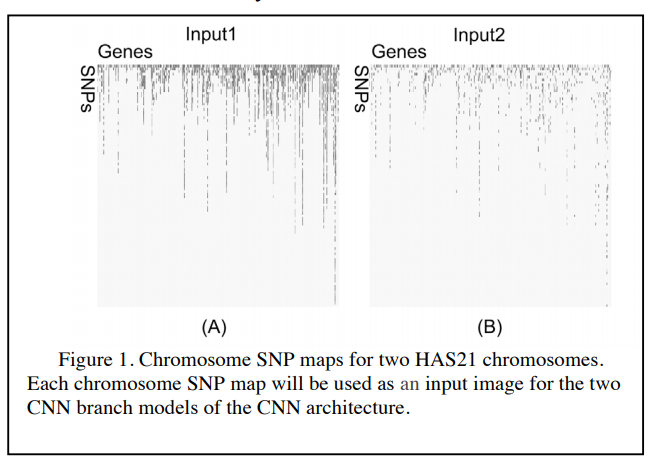 Input1
Input2
Genes
Genes
SNPs
SNPs
(A)
(B)
Figure 1. Chromosome SNP maps for two HAS21 chromosomes.
Each chromosome SNP map will be used as an input image for the two
CNN branch models of the CNN architecture.